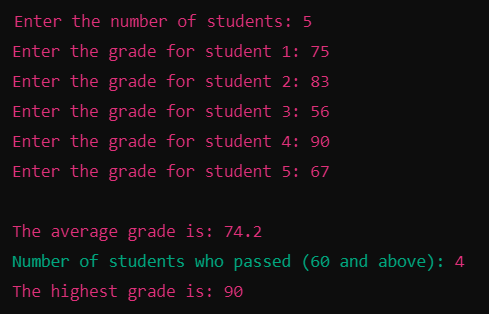 Enter the number of students: 5
Enter the grade for student 1: 75
Enter the grade for student 2: 83
Enter the grade for student 3: 56
Enter the grade for student 4: 90
Enter the grade for student 5: 67
The average grade is: 74.2
Number of students who passed (60 and above): 4
The highest grade is: 90